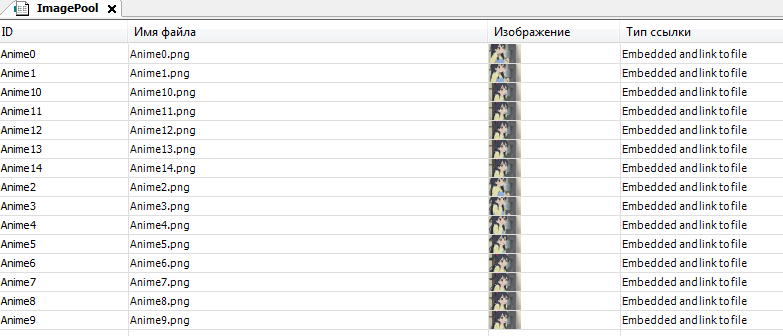 ImagePool
ID Имя файла Изображение Тип ссылки
Anime0 Anime0.png Embedded and link to file
Anime1 Anime1.png Embedded and link to file
Anime10 Anime10.png Embedded and link to file
Anime11 Anime11.png Embedded and link to file
Anime12 Anime12.png Embedded and link to file
Anime13 Anime13.png Embedded and link to file
Anime14 Anime14.png Embedded and link to file
Anime2 Anime2.png Embedded and link to file
Anime3 Anime3.png Embedded and link to file
Anime4 Anime4.png Embedded and link to file
Anime5 Anime5.png Embedded and link to file
Anime6 Anime6.png Embedded and link to file
Anime7 Anime7.png Embedded and link to file
Anime8 Anime8.png Embedded and link to file
Anime9 Anime9.png Embedded and link to file